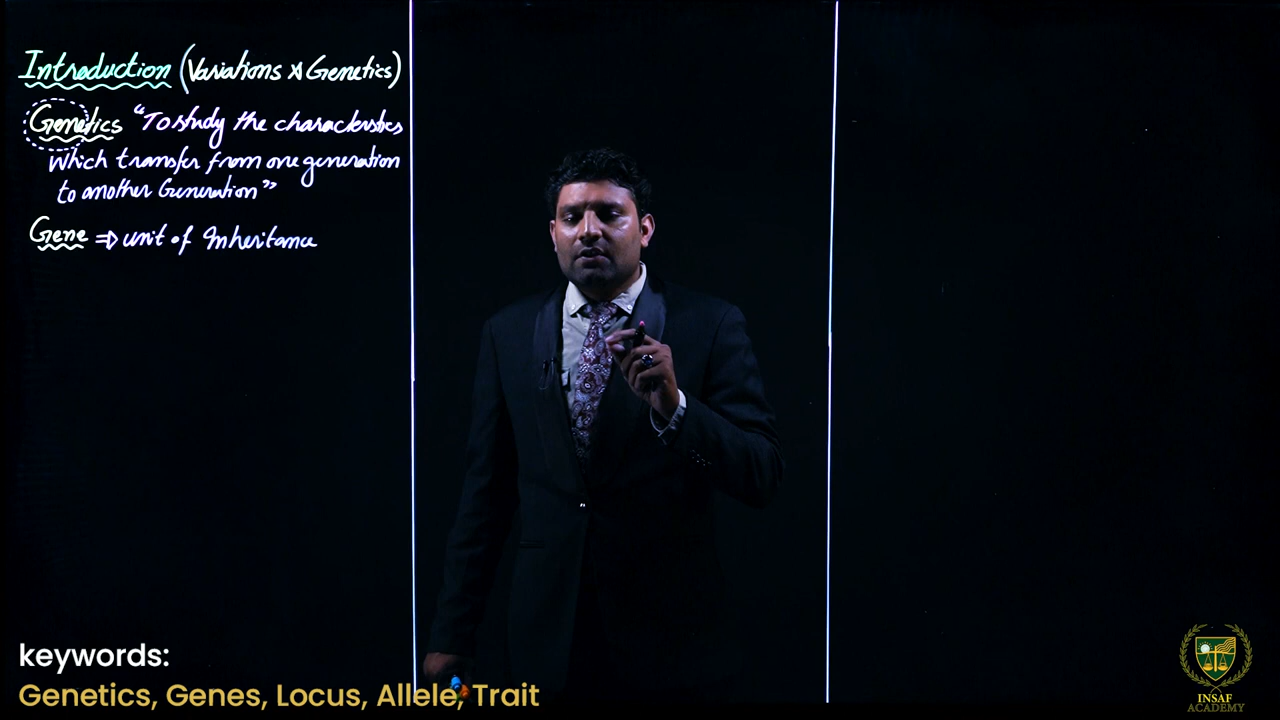 Introduction (Variations & Genetics)
Genetics "To study the characteristics
which transfer from one generation
to another Generation"
Gene ⇒ unit of Inheritance
keywords:
Genetics, Genes, Locus, Allele, Trait
INSAF
ACADEMY